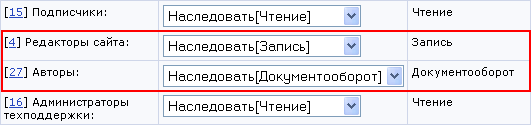 [15] Подписчики: Наследовать[Чтение] Чтение
[4] Редакторы сайта: Наследовать[Запись] Запись
[27] Авторы: Наследовать[Документооборот] Документооборот
[16] Администраторы техподдержки: Наследовать[Чтение] Чтение